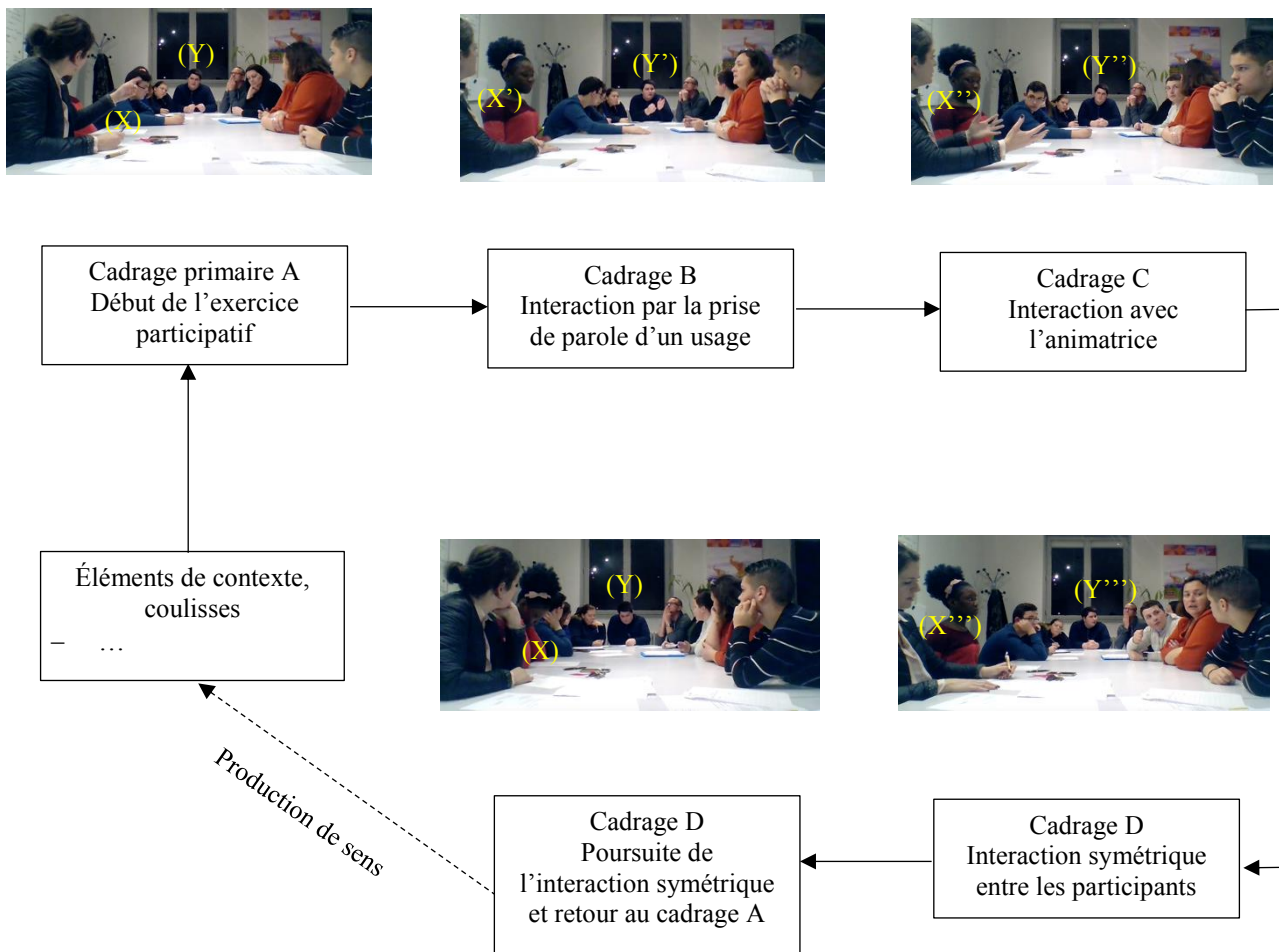 (Y)
(X)
(Y’)
(X’)
(Y’’)
(X’’)
Cadrage primaire A
Début de l’exercice
participatif
Cadrage B
Interaction par la prise
de parole d’un usage
Cadrage C
Interaction avec
l’animatrice
Éléments de contexte,
coulisses
– …
(Y)
(X)
(Y’’’)
(X’’’)
Production de sens
Cadrage D
Poursuite de
l’interaction symétrique
et retour au cadrage A
Cadrage D
Interaction symétrique
entre les participants